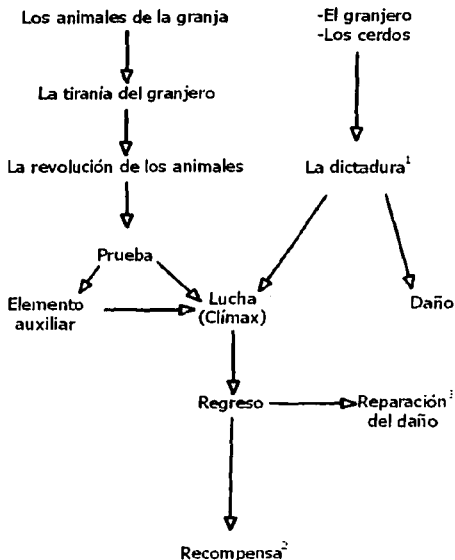 Los animales de la granja
-El granjero
-Los cerdos
La tiranía del granjero
La revolución de los animales
La dictadura¹
Prueba
Elemento
auxiliar
Lucha
(Clímax)
Daño
Regreso
Reparación³
del daño
Recompensa²